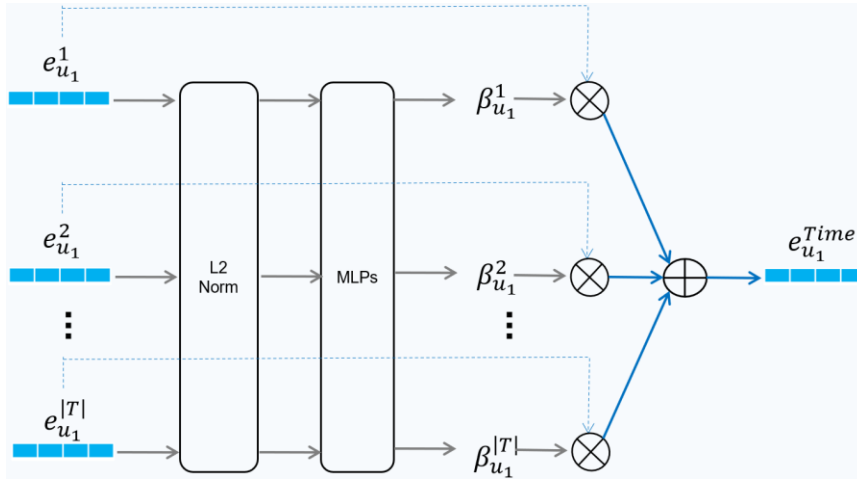 e_{u_1}^{1}
β_{u_1}^{1}
e_{u_1}^{2}
L2
Norm
MLPs
β_{u_1}^{2}
e_{u_1}^{Time}
e_{u_1}^{|T|}
β_{u_1}^{|T|}